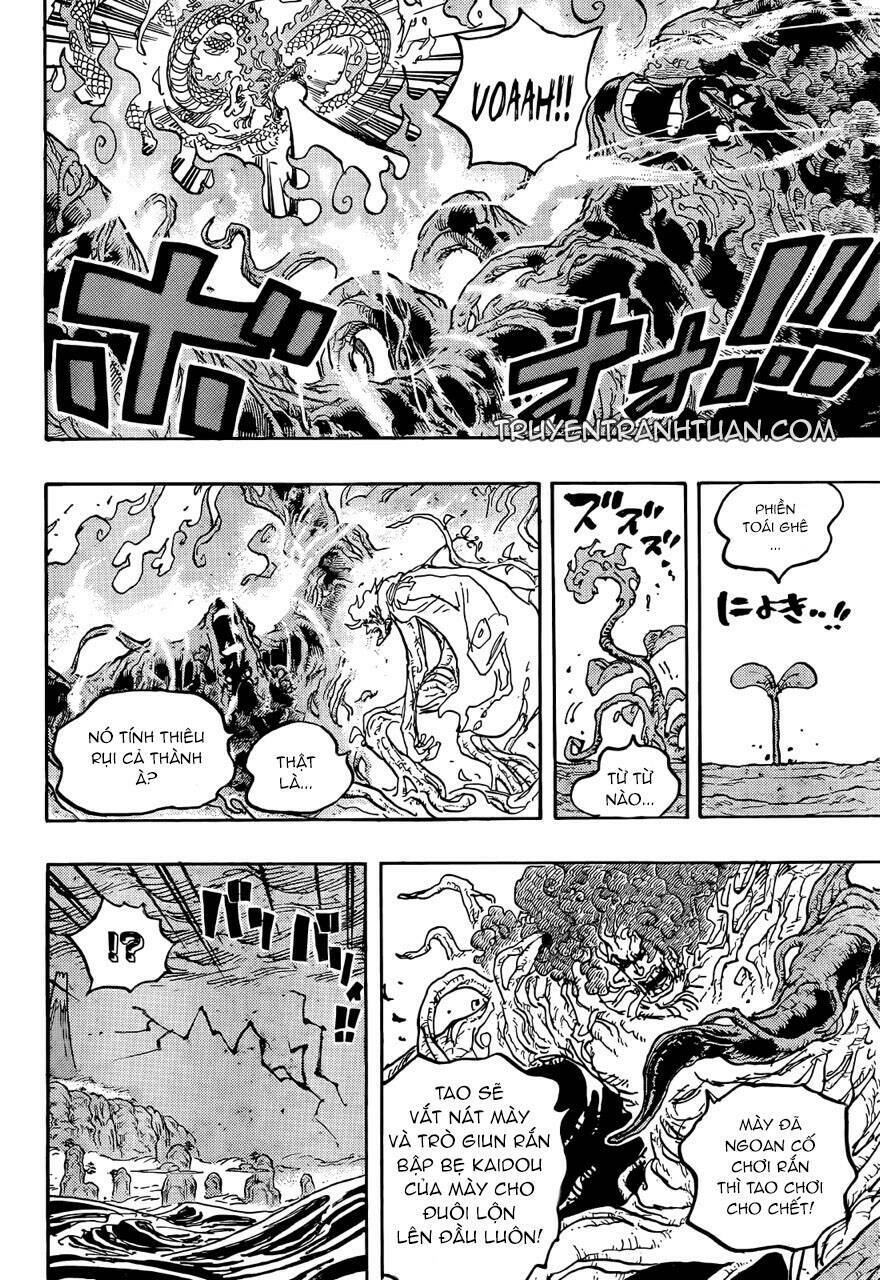 VOAAH!!
ボオオ!!!
TRUYENTRANHTUAN.COM
PHIỀN
TOÁI GHÊ
...
にょき..!!
ズズズ..
TỪ TỪ
NÀO...
THẬT
LÀ...
NÓ TÍNH THIÊU
RỤI CẢ THÀNH
À?
MÀY ĐÃ
NGOAN CỐ
CHƠI RẮN
THÌ TAO CHƠI
CHO CHẾT!
TAO SẼ
VẮT NÁT MÀY
VÀ TRÒ GIUN RẮN
BẬP BẸ KAIDOU
CỦA MÀY CHO
ĐUÔI LỘN
LÊN ĐẦU LUÔN!
バリバリィ!!
!?